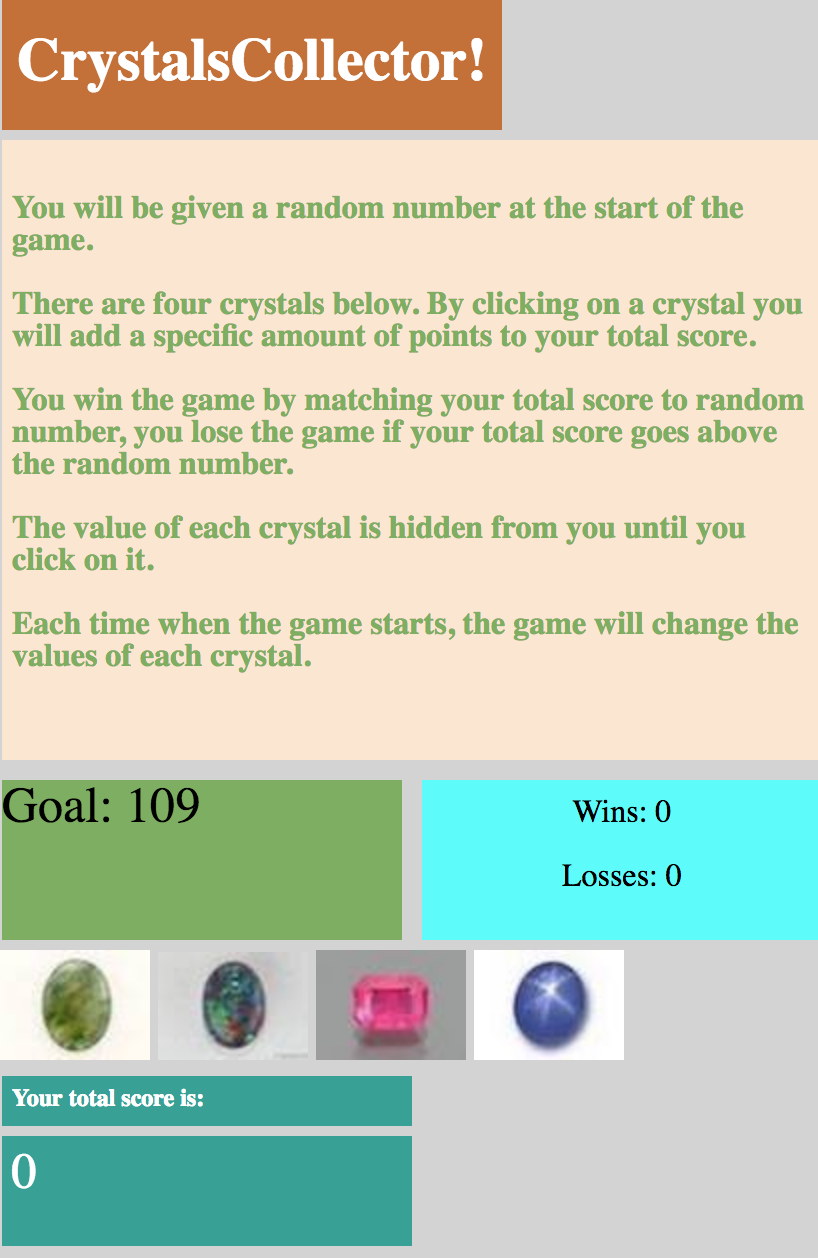 CrystalsCollector!
You will be given a random number at the start of the
game.
There are four crystals below. By clicking on a crystal you
will add a specific amount of points to your total score.
You win the game by matching your total score to random
number, you lose the game if your total score goes above
the random number.
The value of each crystal is hidden from you until you
click on it.
Each time when the game starts, the game will change the
values of each crystal.
Goal: 109
Wins: 0
Losses: 0
Your total score is:
0